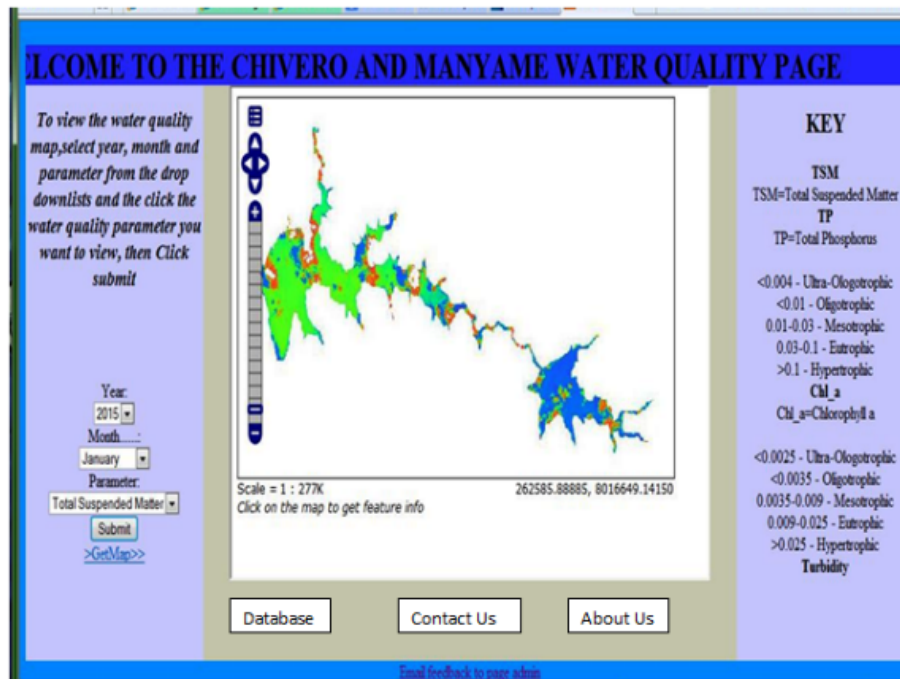 ELCOME TO THE CHIVERO AND MANYAME WATER QUALITY PAGE
To view the water quality
map,select year, month and
parameter from the drop
downlists and the click the
water quality parameter you
want to view, then Click
submit
Year:
2015
Month......:
January
Parameter:
Total Suspended Matter
Submit
>GetMap>>
Scale = 1 : 277K
262585.88885, 8016649.14150
Click on the map to get feature info
Database
Contact Us
About Us
KEY
TSM
TSM=Total Suspended Matter
TP
TP=Total Phosphorus
<0.004 - Ultra-Ologotrophic
<0.01 - Oligotrophic
0.01-0.03 - Mesotrophic
0.03-0.1 - Eutrophic
>0.1 - Hypertrophic
Chl_a
Chl_a=Chlorophyll a
<0.0025 - Ultra-Ologotrophic
<0.0035 - Oligotrophic
0.0035-0.009 - Mesotrophic
0.009-0.025 - Eutrophic
>0.025 - Hypertrophic
Turbidity
Email feedback to page admin